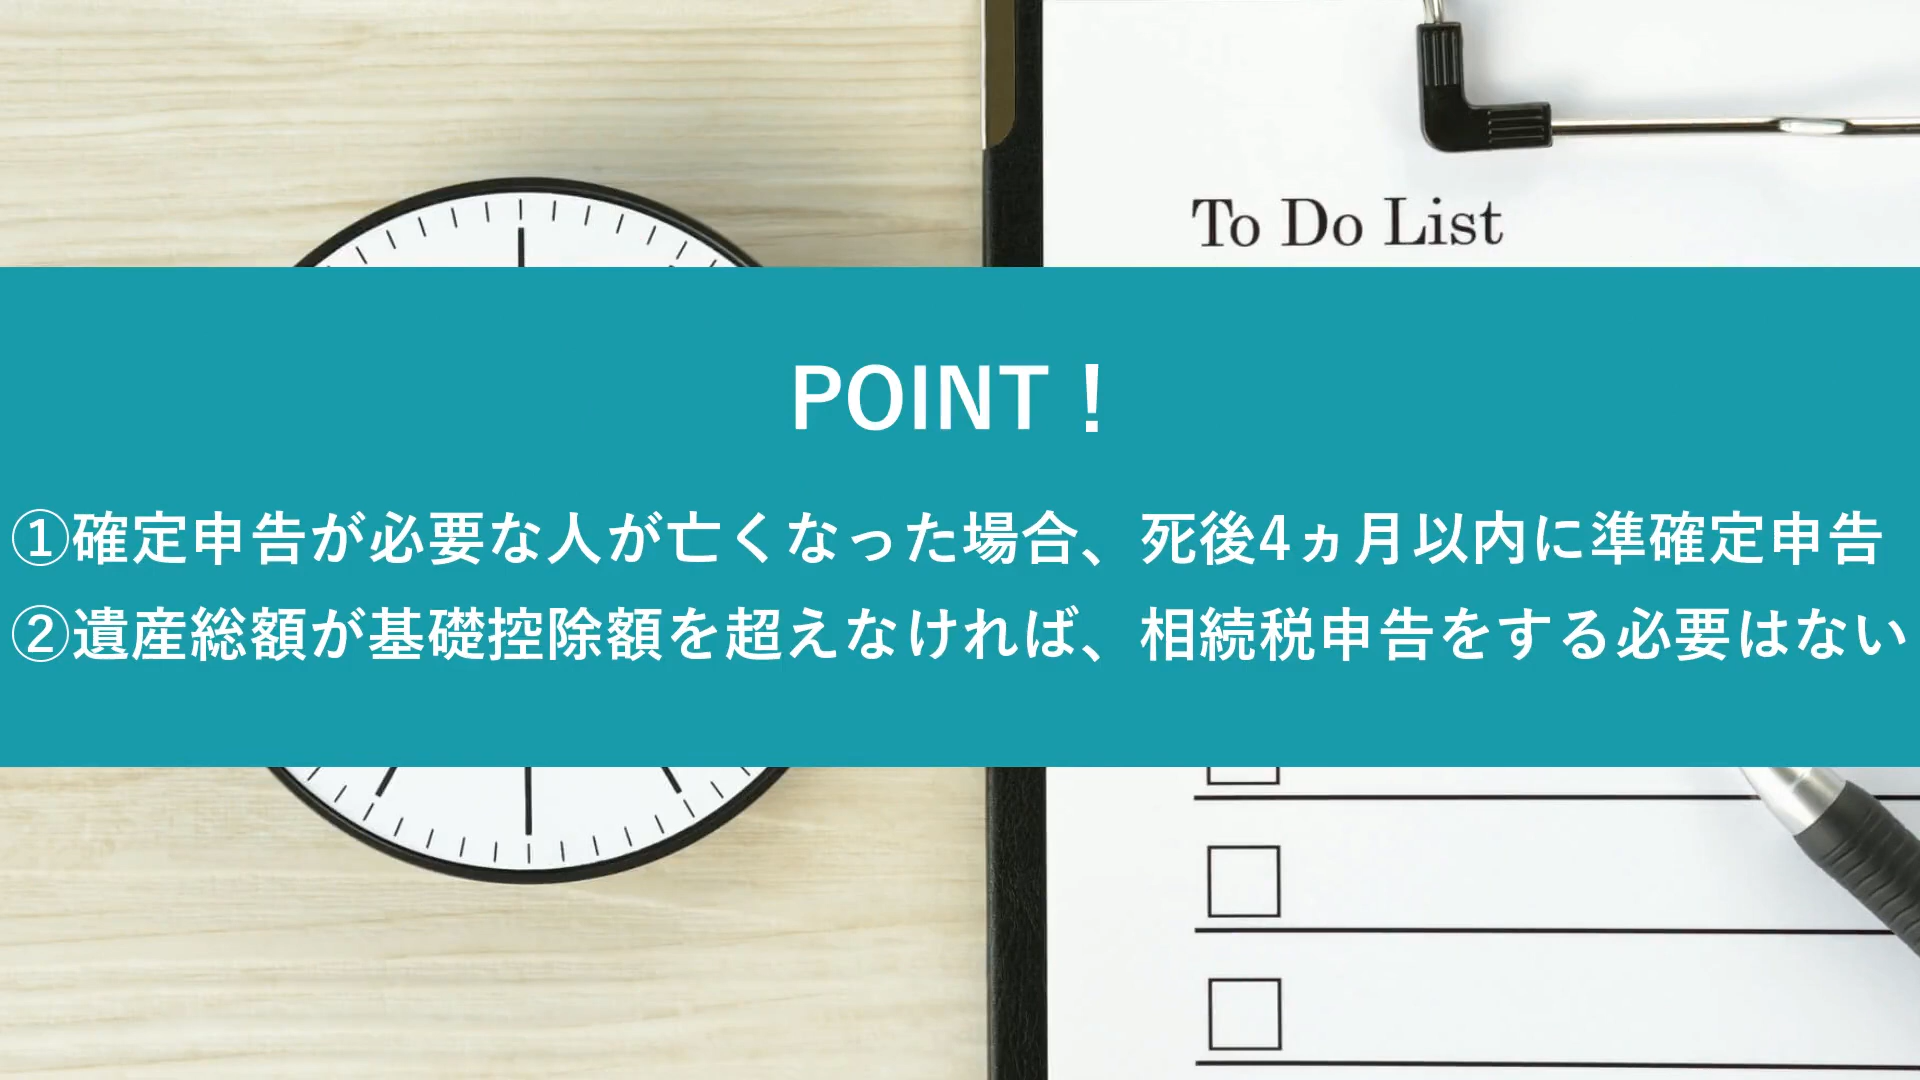 To Do List
POINT！
①確定申告が必要な人が亡くなった場合、死後4ヵ月以内に準確定申告
②遺産総額が基礎控除額を超えなければ、相続税申告をする必要はない